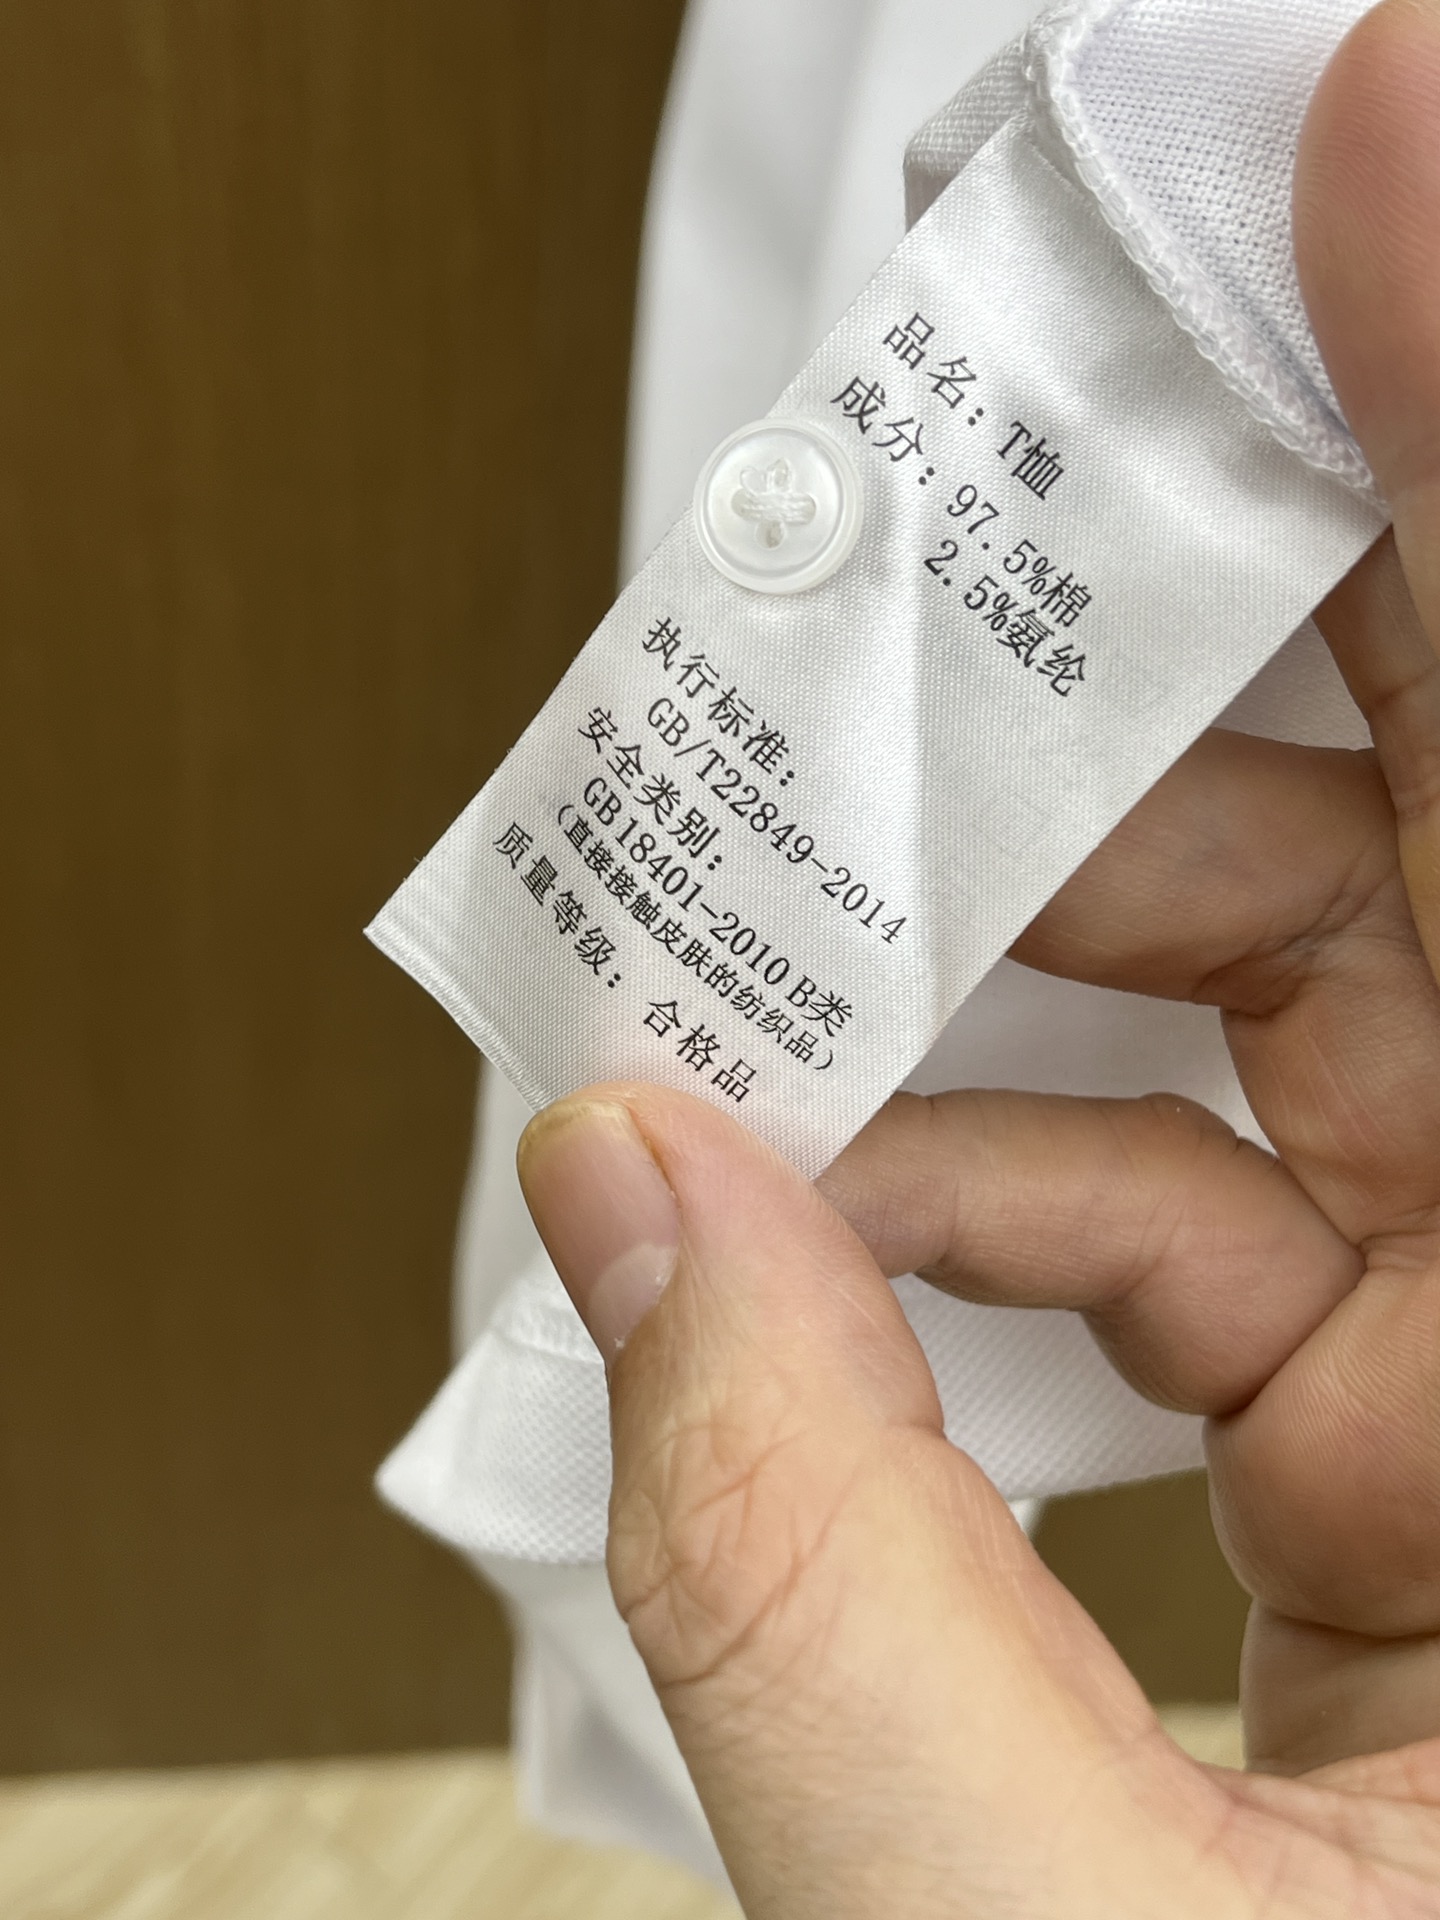 品名：T恤
成分：97.5%棉
2.5%氨纶
执行标准：
GB/T22849-2014
安全类别：
GB18401-2010 B类
（直接接触皮肤的纺织品）
质量等级：合格品